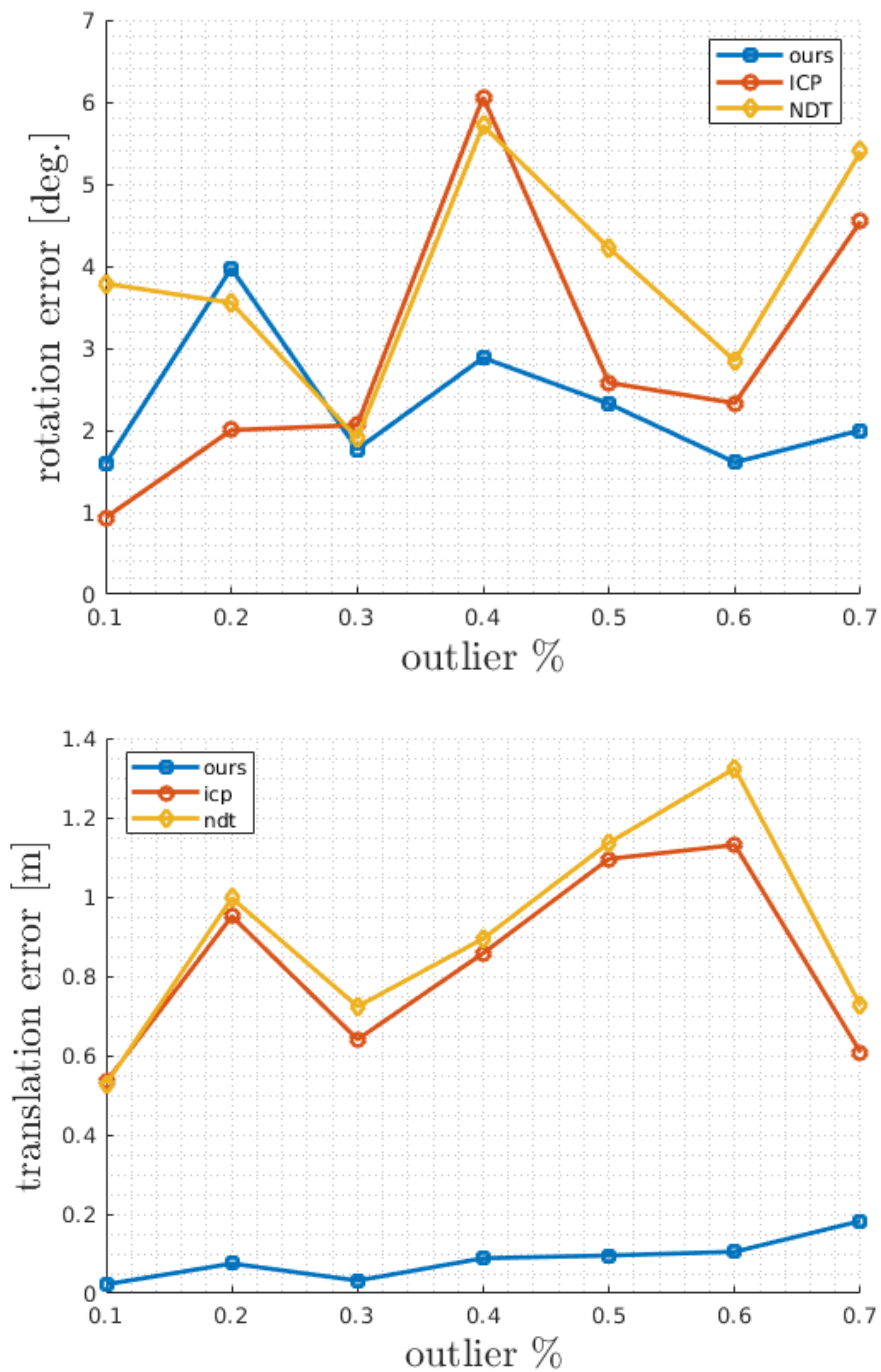 7
6
5
4
3
2
1
0
rotation error [deg.]
ours
ICP
NDT
0.1 0.2 0.3 0.4 0.5 0.6 0.7
outlier %
1.4
1.2
1
0.8
0.6
0.4
0.2
0
translation error [m]
ours
icp
ndt
0.1 0.2 0.3 0.4 0.5 0.6 0.7
outlier %